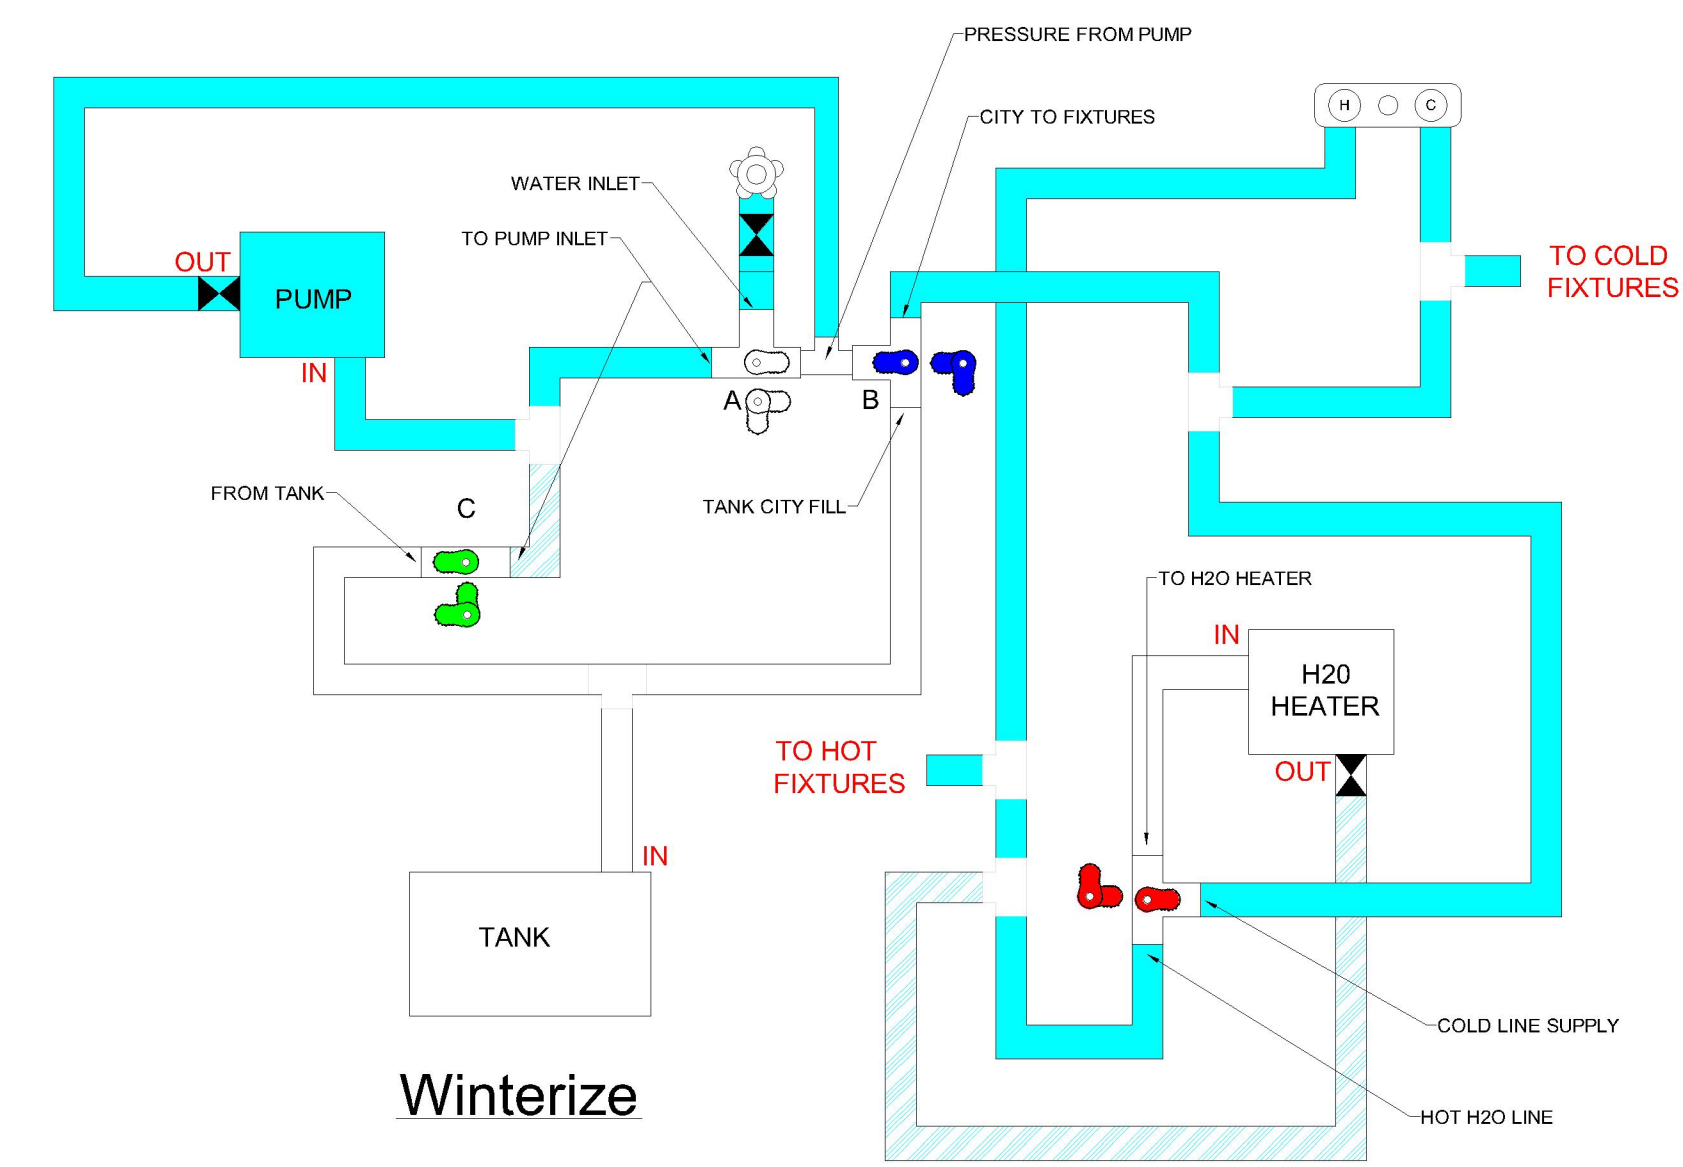 PRESSURE FROM PUMP
CITY TO FIXTURES
H
C
WATER INLET
TO PUMP INLET
OUT
PUMP
IN
TO COLD
FIXTURES
A
B
FROM TANK
C
TANK CITY FILL
TO H2O HEATER
IN
H20
HEATER
OUT
TO HOT
FIXTURES
IN
TANK
COLD LINE SUPPLY
Winterize
HOT H2O LINE